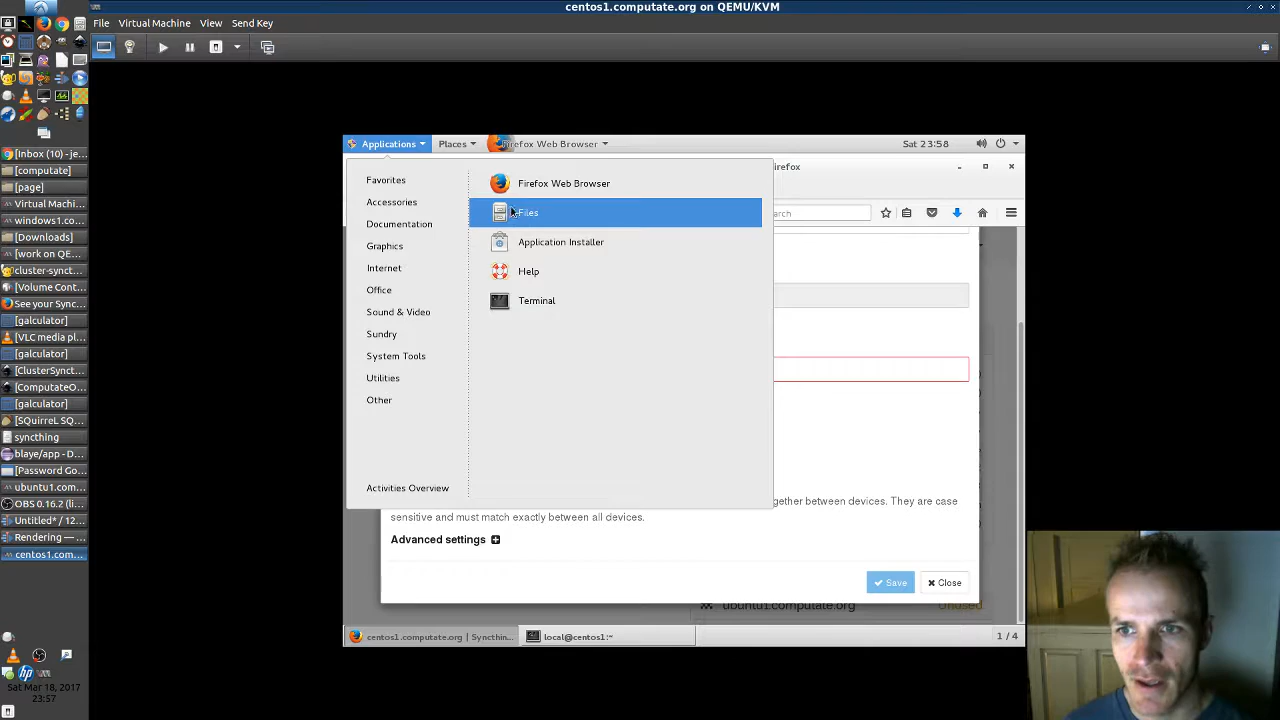 centos1.computate.org on QEMU/KVM
File Virtual Machine View Send Key
[Inbox (10) - je...
[computate]
[page]
Virtual Machi...
windows1.co...
[Downloads]
[work on QE...
cluster-synct...
[Volume Cont...
See your Sync...
[galculator]
[VLC media pl...
[galculator]
[ClusterSynct...
[ComputateO...
[galculator]
[SQuirreL SQ...
syncthing
blaye/app - D...
[Password Go...
ubuntu1.com...
OBS 0.16.2 (li...
Untitled* / 12...
Rendering —...
centos1.com...
Sat Mar 18, 2017
23:57
Applications Places Firefox Web Browser Sat 23:58
irefox
earch
Favorites
Accessories
Documentation
Graphics
Internet
Office
Sound & Video
Sundry
System Tools
Utilities
Other
Activities Overview
Firefox Web Browser
Files
Application Installer
Help
Terminal
gether between devices. They are case
sensitive and must match exactly between all devices.
Advanced settings
Save Close
ubuntu1.computate.org Unused
centos1.computate.org | Syncthin... local@centos1:~ 1 / 4
hp